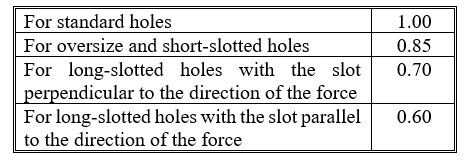 For standard holes 1.00
For oversize and short-slotted holes 0.85
For long-slotted holes with the slot 0.70
perpendicular to the direction of the force
For long-slotted holes with the slot parallel 0.60
to the direction of the force